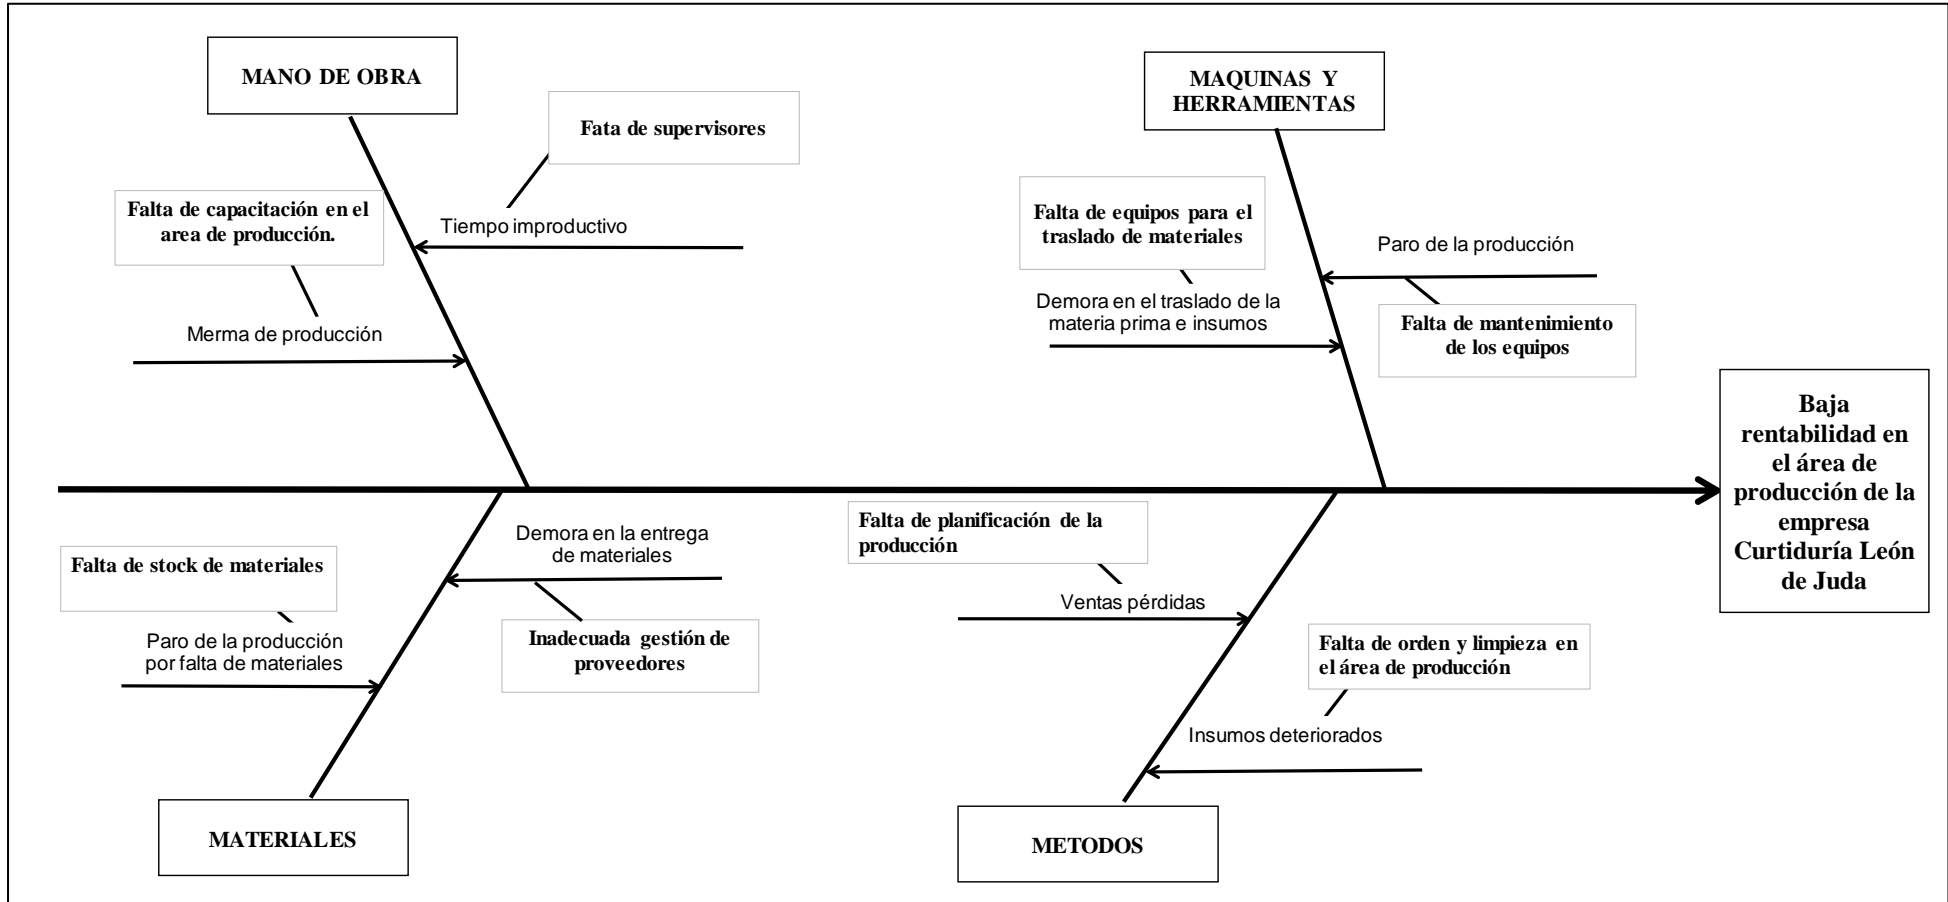 MANO DE OBRA
Fata de supervisores
Falta de capacitación en el
area de producción.
Tiempo improductivo
Merma de producción
MAQUINAS Y
HERRAMIENTAS
Falta de equipos para el
traslado de materiales
Paro de la producción
Demora en el traslado de la
materia prima e insumos
Falta de mantenimiento
de los equipos
Baja
rentabilidad en
el área de
producción de la
empresa
Curtiduría León
de Juda
Falta de stock de materiales
Demora en la entrega
de materiales
Paro de la producción
por falta de materiales
Inadecuada gestión de
proveedores
MATERIALES
Falta de planificación de la
producción
Ventas pérdidas
Falta de orden y limpieza en
el área de producción
Insumos deteriorados
METODOS